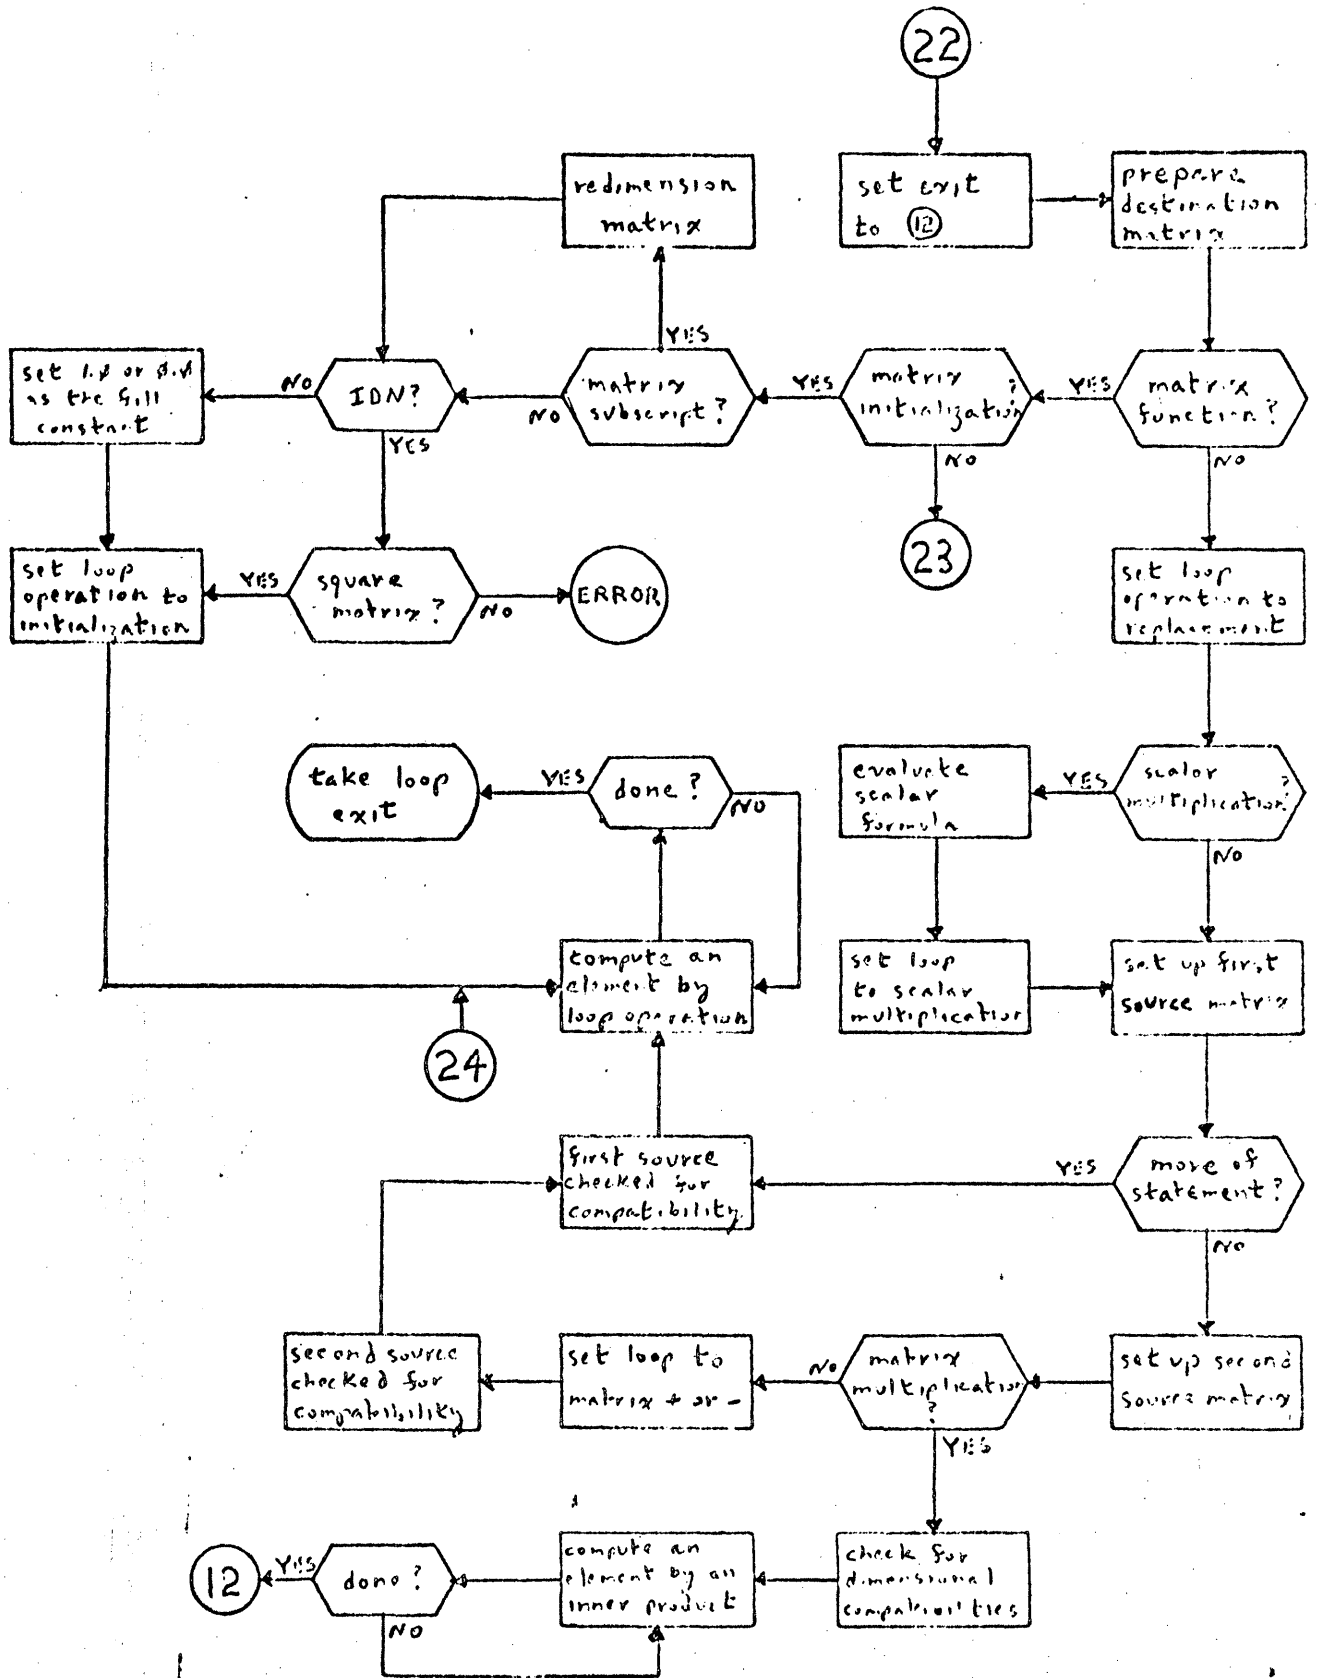 22
set exit
to 12
prepare
destination
matrix
redimension
matrix
YES
set 1.0 or 0.0
as the fill
constant
NO
IDN?
YES
matrix
subscript?
NO
YES
matrix
initialization?
NO
YES
matrix
function?
NO
23
set loop
operation to
initialization
YES
square
matrix?
NO
ERROR
set loop
operation to
replacement
take loop
exit
YES
done?
NO
evaluate
scalar
formula
YES
scalar
multiplication?
NO
compute an
element by
loop operation
set loop
to scalar
multiplication
set up first
source matrix
24
first source
checked for
compatibility
YES
more of
statement?
NO
second source
checked for
compatibility
set loop to
matrix + or -
NO
matrix
multiplication
?
YES
set up second
source matrix
12
YES
done?
NO
compute an
element by an
inner product
check for
dimensional
compatibilities